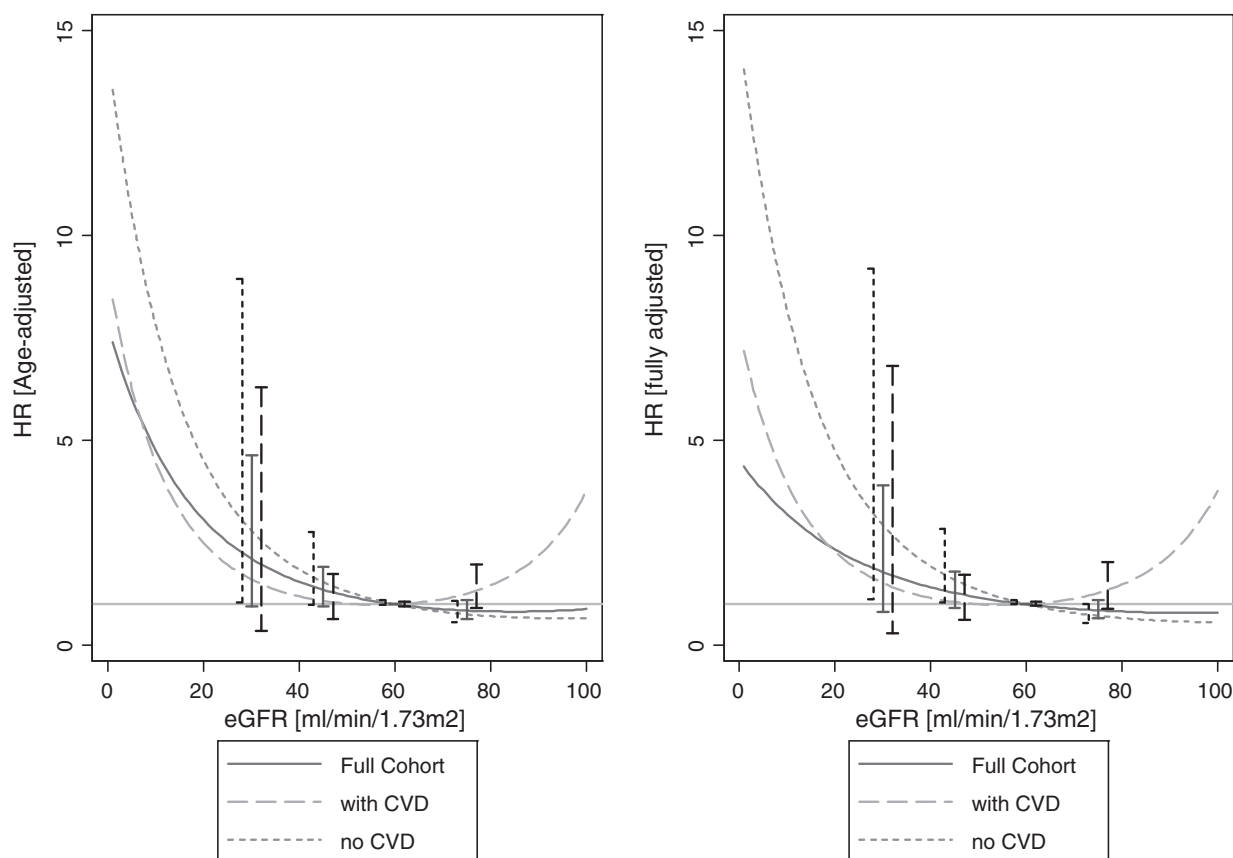 HR [Age-adjusted]
15
10
5
0
0 20 40 60 80 100
eGFR [ml/min/1.73m2]
Full Cohort
with CVD
no CVD
HR [fully adjusted]
15
10
5
0
0 20 40 60 80 100
eGFR [ml/min/1.73m2]
Full Cohort
with CVD
no CVD